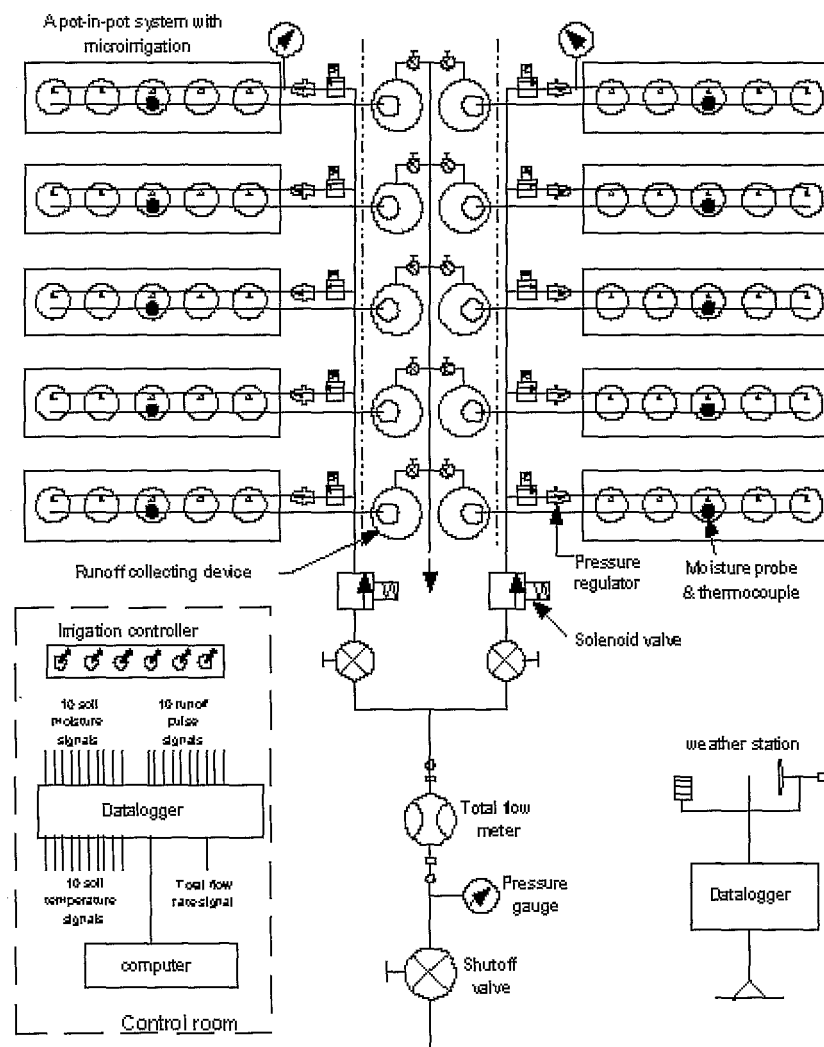 A pot-in-pot system with
microirrigation
Runoff collecting device
Pressure
regulator
Moisture probe
& thermocouple
Solenoid valve
Irrigation controller
10 soil
moisture
signals
10 runoff
pulse
signals
Datalogger
10 soil
temperature
signals
Total flow
rate signal
computer
Control room
Total flow
meter
Pressure
gauge
Shutoff
valve
weather station
Datalogger